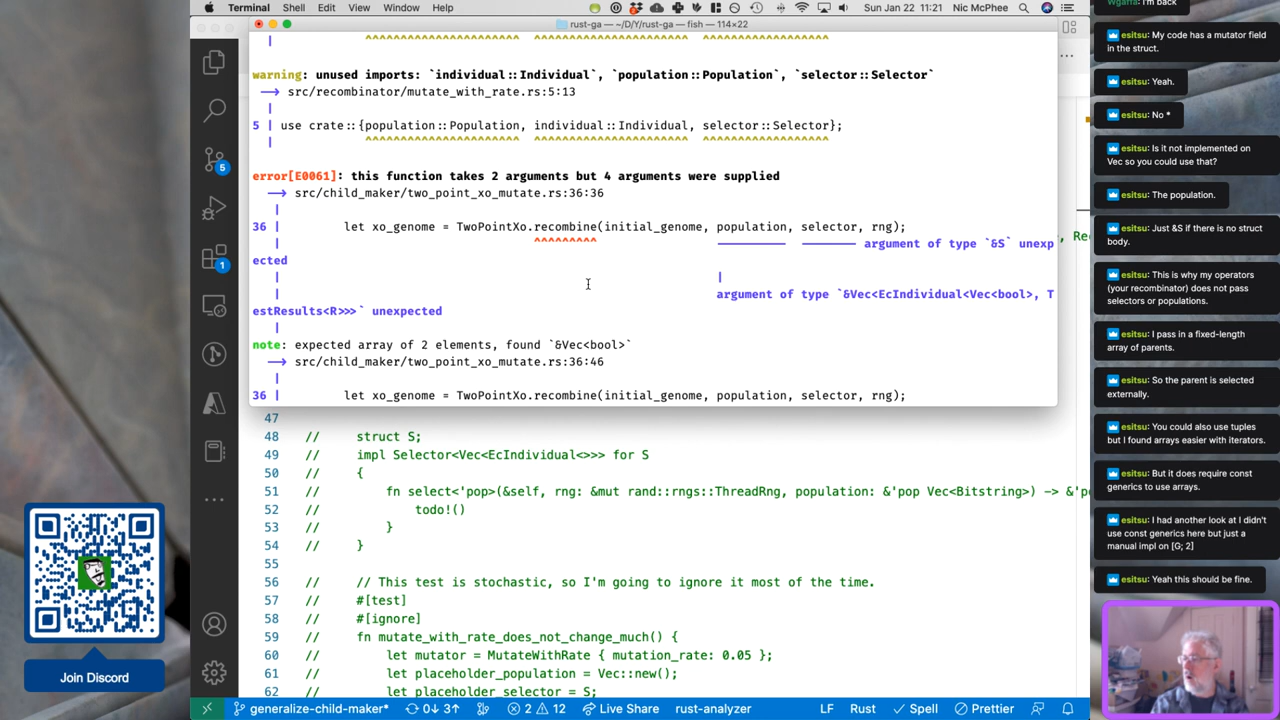 Terminal Shell Edit View Window Help
Sun Jan 22 11:21 Nic McPhee
rust-ga — ~/D/Y/rust-ga — fish — 114×22
|        ^^^^^^^^^^^^^^^^^^^^^^ ^^^^^^^^^^^^^^^^^^^^^^ ^^^^^^^^^^^^^^^^^^
warning: unused imports: `individual::Individual`, `population::Population`, `selector::Selector`
--> src/recombinator/mutate_with_rate.rs:5:13
|
5 | use crate::{population::Population, individual::Individual, selector::Selector};
|        ^^^^^^^^^^^^^^^^^^^^^^ ^^^^^^^^^^^^^^^^^^^^^^ ^^^^^^^^^^^^^^^^^^
error[E0061]: this function takes 2 arguments but 4 arguments were supplied
--> src/child_maker/two_point_xo_mutate.rs:36:36
|
36 | let xo_genome = TwoPointXo.recombine(initial_genome, population, selector, rng);
| ^^^^^^^^^ ---------- -------- argument of type `&S` unexp
ected
| |
| argument of type `&Vec<EcIndividual<Vec<bool>, T
estResults<R>>>` unexpected
|
note: expected array of 2 elements, found `&Vec<bool>`
--> src/child_maker/two_point_xo_mutate.rs:36:46
|
36 | let xo_genome = TwoPointXo.recombine(initial_genome, population, selector, rng);
47
48 // struct S;
49 // impl Selector<Vec<EcIndividual<>>> for S
50 // {
51 // fn select<'pop>(&self, rng: &mut rand::rngs::ThreadRng, population: &'pop Vec<Bitstring>) -> &'p
52 // todo!()
53 // }
54 // }
55
56 // // This test is stochastic, so I'm going to ignore it most of the time.
57 // #[test]
58 // #[ignore]
59 // fn mutate_with_rate_does_not_change_much() {
60 // let mutator = MutateWithRate { mutation_rate: 0.05 };
61 // let placeholder_population = Vec::new();
62 // let placeholder_selector = S;
, Re
5
1
generalize-child-maker* 0↓ 3↑ 2 12 Live Share rust-analyzer LF Rust Spell Prettier
Join Discord
Wgaffa: I'm back
esitsu: My code has a mutator field
in the struct.
esitsu: Yeah.
esitsu: No *
esitsu: Is it not implemented on
Vec so you could use that?
esitsu: The population.
esitsu: Just &S if there is no struct
body.
esitsu: This is why my operators
(your recombinator) does not pass
selectors or populations.
esitsu: I pass in a fixed-length
array of parents.
esitsu: So the parent is selected
externally.
esitsu: You could also use tuples
but I found arrays easier with iterators.
esitsu: But it does require const
generics to use arrays.
esitsu: I had another look at I didn't
use const generics here but just a
manual impl on [G; 2]
esitsu: Yeah this should be fine.